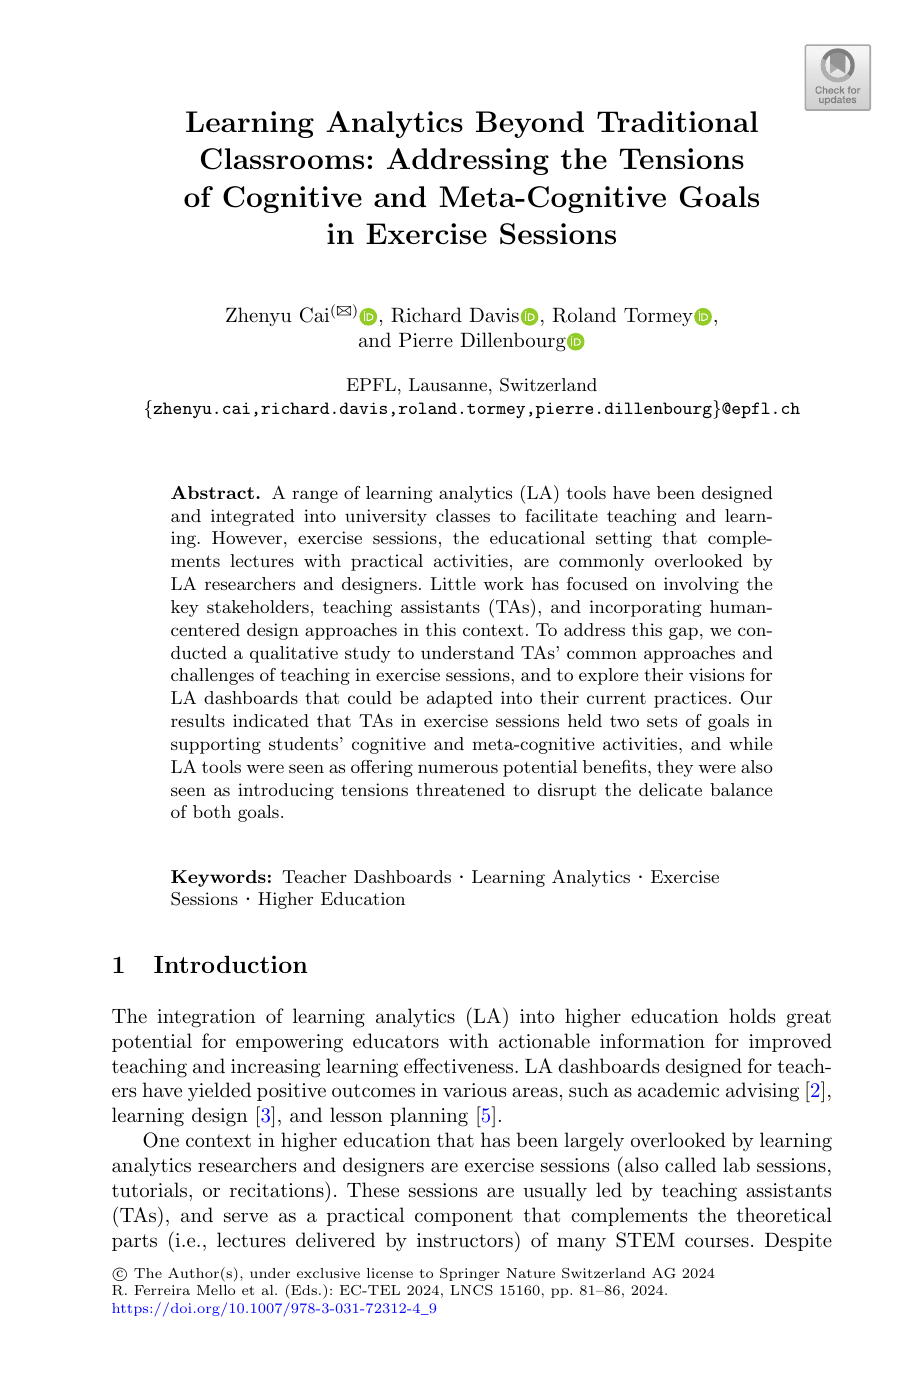 Check for
updates
Learning Analytics Beyond Traditional
Classrooms: Addressing the Tensions
of Cognitive and Meta-Cognitive Goals
in Exercise Sessions
Zhenyu Cai(✉), Richard Davis, Roland Tormey,
and Pierre Dillenbourg
EPFL, Lausanne, Switzerland
{zhenyu.cai,richard.davis,roland.tormey,pierre.dillenbourg}@epfl.ch
Abstract. A range of learning analytics (LA) tools have been designed
and integrated into university classes to facilitate teaching and learn-
ing. However, exercise sessions, the educational setting that comple-
ments lectures with practical activities, are commonly overlooked by
LA researchers and designers. Little work has focused on involving the
key stakeholders, teaching assistants (TAs), and incorporating human-
centered design approaches in this context. To address this gap, we con-
ducted a qualitative study to understand TAs' common approaches and
challenges of teaching in exercise sessions, and to explore their visions for
LA dashboards that could be adapted into their current practices. Our
results indicated that TAs in exercise sessions held two sets of goals in
supporting students' cognitive and meta-cognitive activities, and while
LA tools were seen as offering numerous potential benefits, they were also
seen as introducing tensions threatened to disrupt the delicate balance
of both goals.
Keywords: Teacher Dashboards · Learning Analytics · Exercise
Sessions · Higher Education
1 Introduction
The integration of learning analytics (LA) into higher education holds great
potential for empowering educators with actionable information for improved
teaching and increasing learning effectiveness. LA dashboards designed for teach-
ers have yielded positive outcomes in various areas, such as academic advising [2],
learning design [3], and lesson planning [5].
One context in higher education that has been largely overlooked by learning
analytics researchers and designers are exercise sessions (also called lab sessions,
tutorials, or recitations). These sessions are usually led by teaching assistants
(TAs), and serve as a practical component that complements the theoretical
parts (i.e., lectures delivered by instructors) of many STEM courses. Despite
© The Author(s), under exclusive license to Springer Nature Switzerland AG 2024
R. Ferreira Mello et al. (Eds.): EC-TEL 2024, LNCS 15160, pp. 81–86, 2024.
https://doi.org/10.1007/978-3-031-72312-4_9